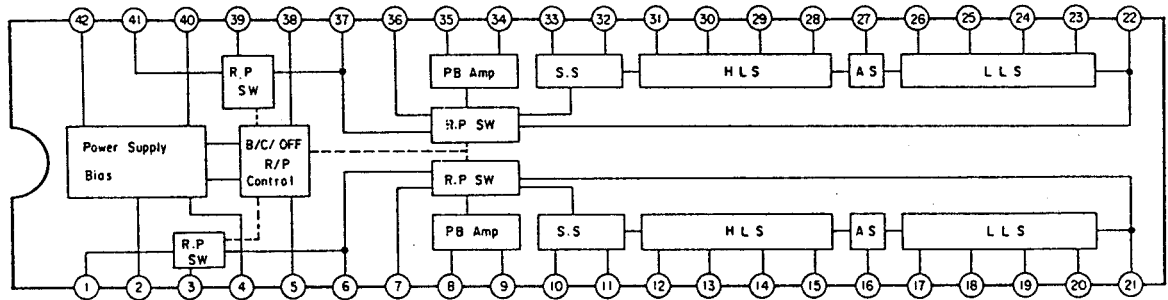 42 41 40 39 38 37 36 35 34 33 32 31 30 29 28 27 26 25 24 23 22
R.P
SW
PB Amp
S.S
H L S
A S
L L S
R.P SW
Power Supply
Bias
B/C/OFF
R/P
Control
R.P SW
R.P
SW
PB Amp
S.S
H L S
A S
L L S
1 2 3 4 5 6 7 8 9 10 11 12 13 14 15 16 17 18 19 20 21